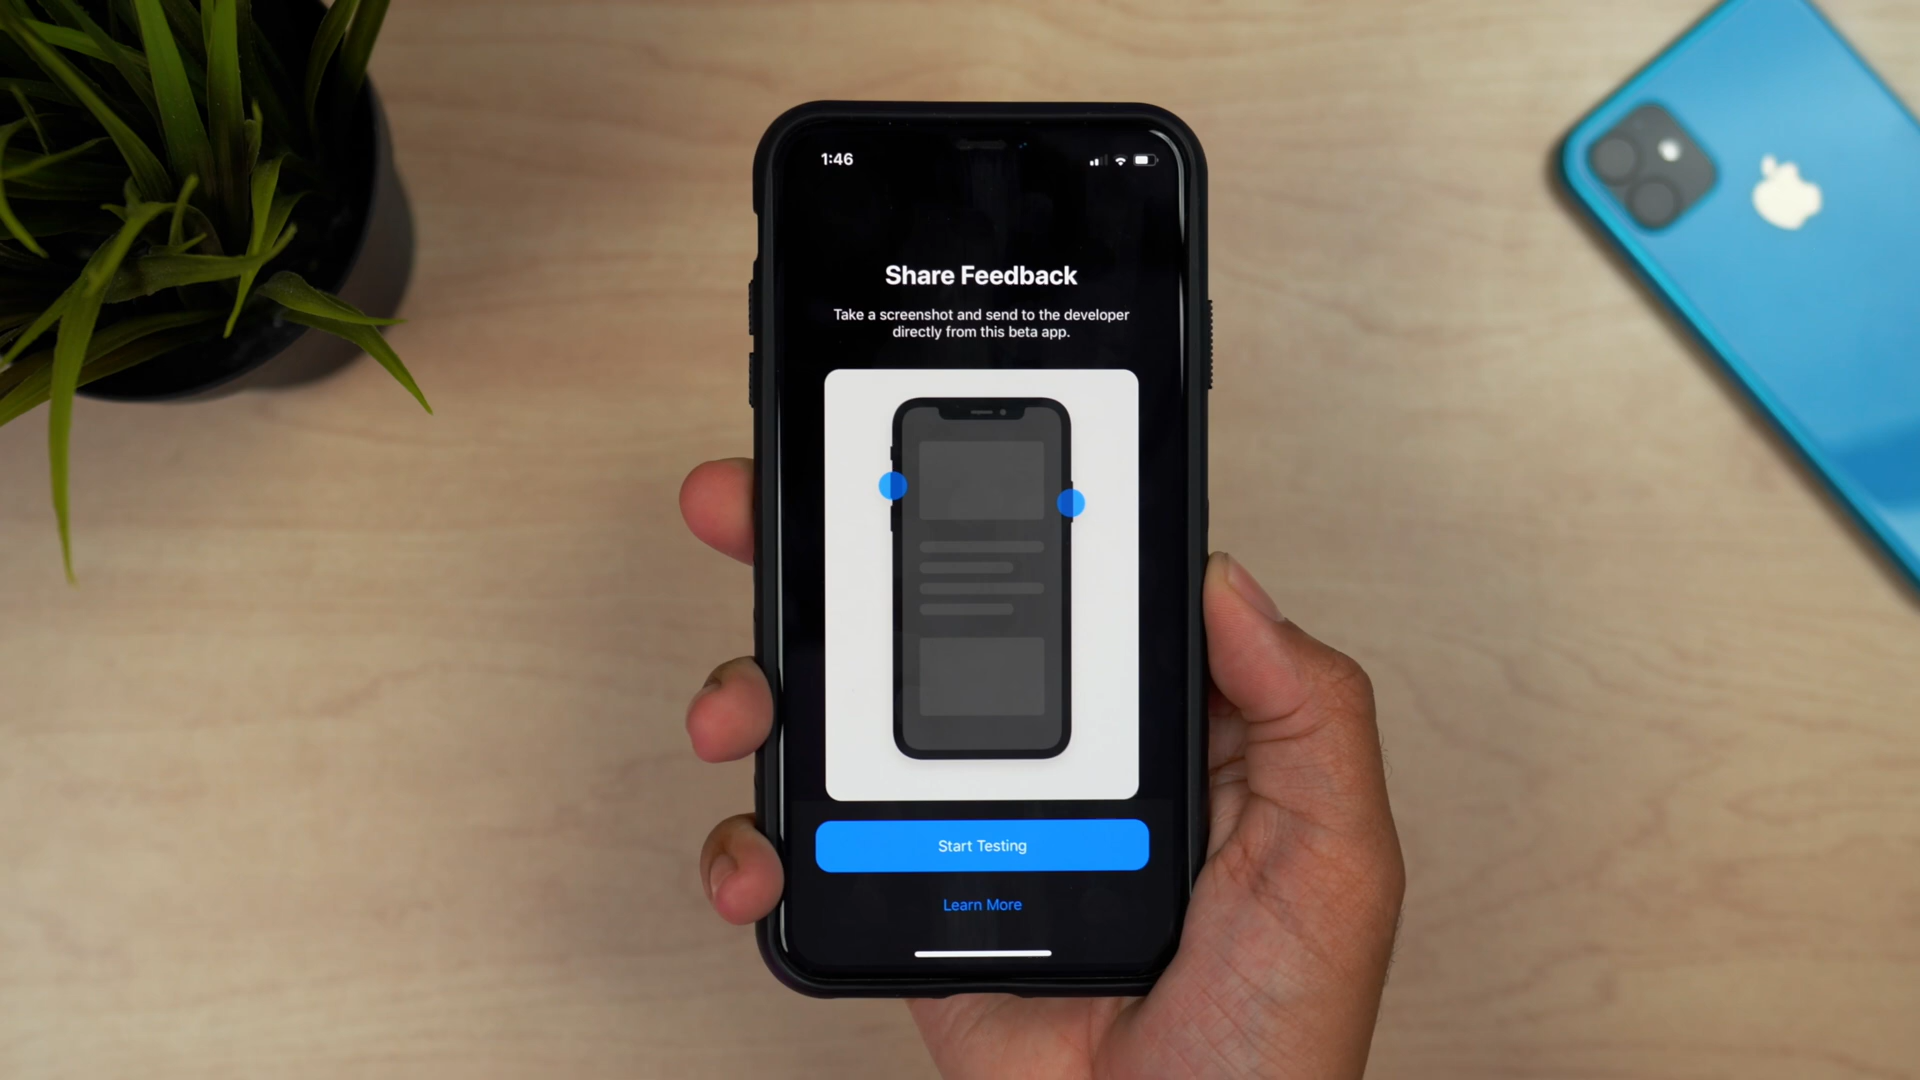 1:46
Share Feedback
Take a screenshot and send to the developer
directly from this beta app.
Start Testing
Learn More